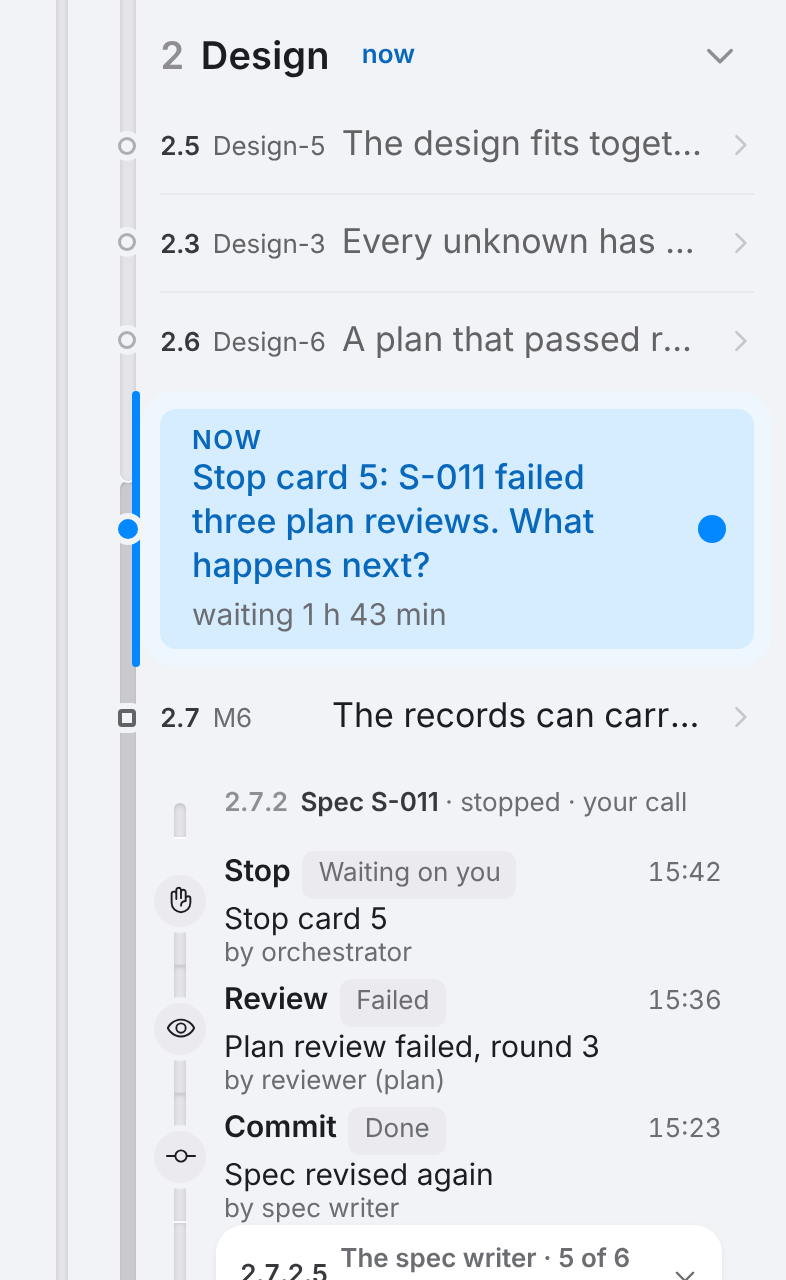 2 Design now
2.5 Design-5 The design fits toget...
2.3 Design-3 Every unknown has ...
2.6 Design-6 A plan that passed r...
NOW
Stop card 5: S-011 failed
three plan reviews. What
happens next?
waiting 1 h 43 min
2.7 M6 The records can carr...
2.7.2 Spec S-011 · stopped · your call
Stop Waiting on you 15:42
Stop card 5
by orchestrator
Review Failed 15:36
Plan review failed, round 3
by reviewer (plan)
Commit Done 15:23
Spec revised again
by spec writer
The spec writer · 5 of 6
2.7.2.5